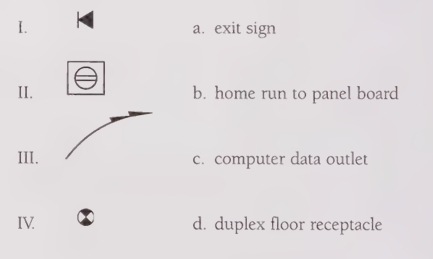 I. a. exit sign
II. b. home run to panel board
III. c. computer data outlet
IV. d. duplex floor receptacle